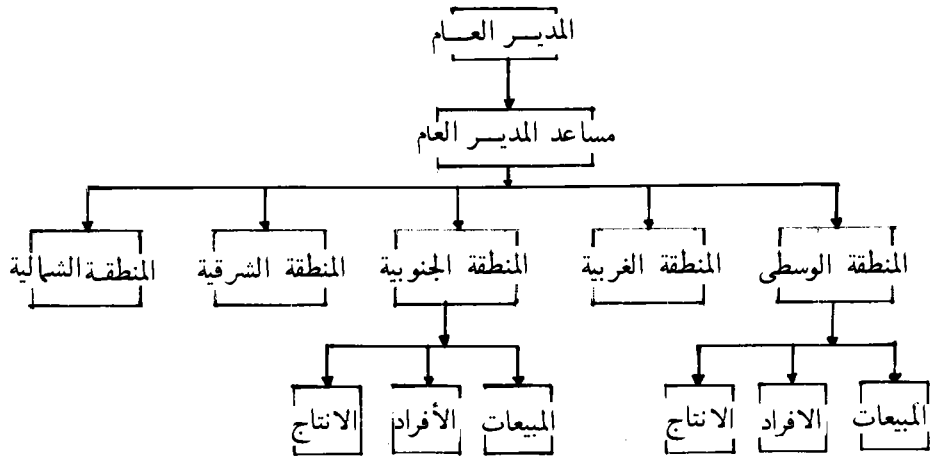 المديـــر العـــام
مساعد المديـــر العام
المنطقة الوسطى
المنطقة الغربية
المنطقة الجنوبية
المنطقة الشرقية
المنطقـة الشمالية
المبيعات
الافراد
الانتاج
المبيعات
الأفراد
الانتاج